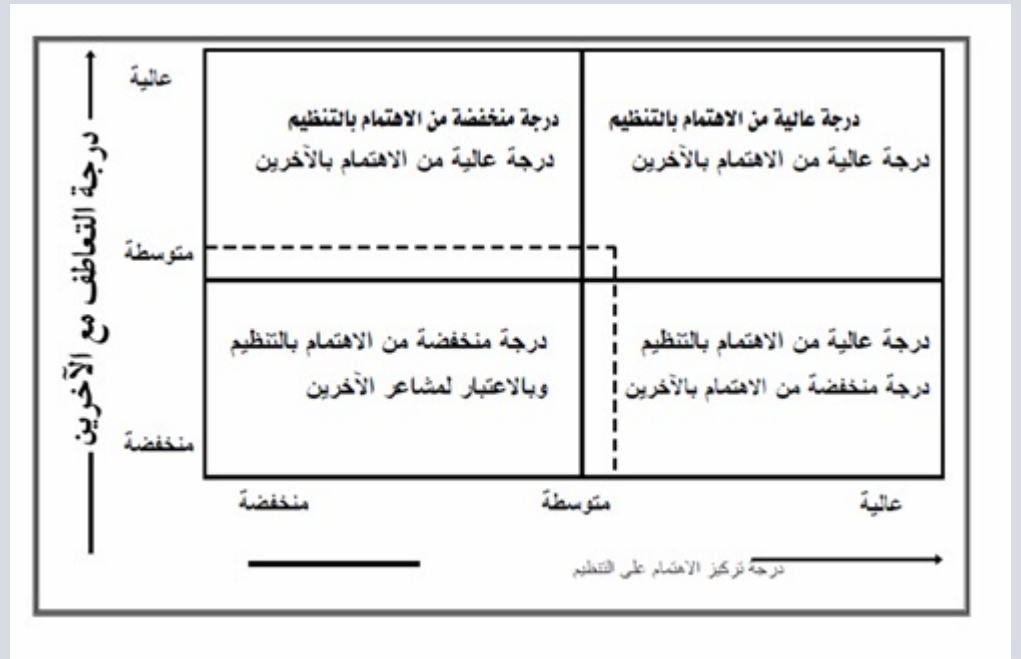 درجة التعاطف مع الآخرين
عالية
متوسطة
منخفضة
درجة عالية من الاهتمام بالتنظيم
درجة عالية من الاهتمام بالآخرين
درجة منخفضة من الاهتمام بالتنظيم
درجة عالية من الاهتمام بالآخرين
درجة عالية من الاهتمام بالتنظيم
درجة منخفضة من الاهتمام بالآخرين
درجة منخفضة من الاهتمام بالتنظيم
وبالاعتبار لمشاعر الآخرين
عالية
متوسطة
منخفضة
درجة تركيز الاهتمام على التنظيم